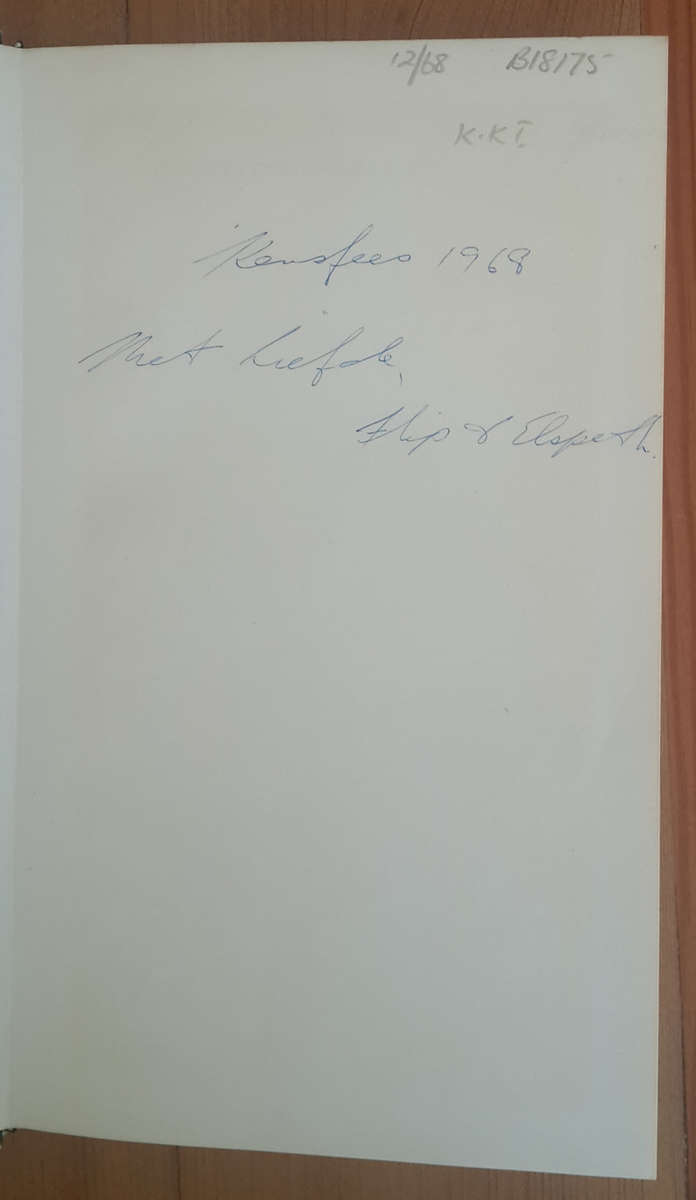 12/68 B18175
K.K I.
Kersfees 1968
Met Liefde,
Flip & Elspeth.